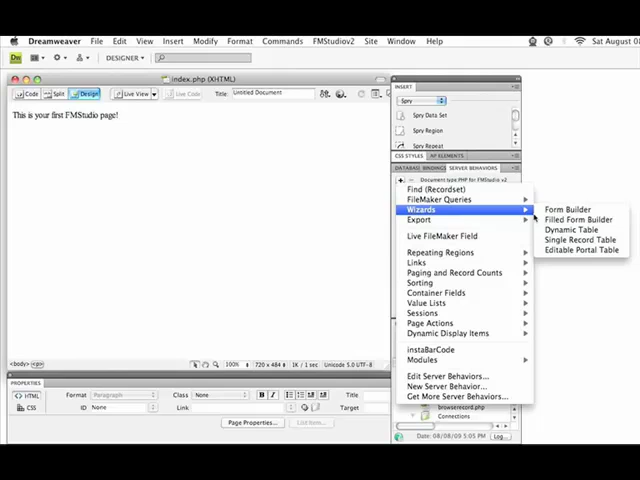 Dreamweaver File Edit View Insert Modify Format Commands FMStudiov2 Site Window Help Sat August 08
Dw DESIGNER
index.php (XHTML)
Code Split Design Live View Live Code Title: Untitled Document
This is your first FMStudio page!
<body> <p> 100% 720 x 484 1K / 1 sec Unicode 5.0 (UTF-8)
PROPERTIES
HTML Format Paragraph Class None B I Title
CSS ID None Link Target
Page Properties... List Item...
INSERT
Spry
Spry Data Set
Spry Region
Spry Repeat
CSS STYLES AP ELEMENTS
DATABASE BINDINGS SERVER BEHAVIORS
Document type: PHP for FMStudio v2
Find (Recordset)
FileMaker Queries
Wizards
Export
Live FileMaker Field
Repeating Regions
Links
Paging and Record Counts
Sorting
Container Fields
Value Lists
Sessions
Page Actions
Dynamic Display Items
instaBarCode
Modules
Edit Server Behaviors...
New Server Behavior...
Get More Server Behaviors...
Form Builder
Filled Form Builder
Dynamic Table
Single Record Table
Editable Portal Table
browserecord.php
Connections
Date: 08/08/09 5:05 PM Log...